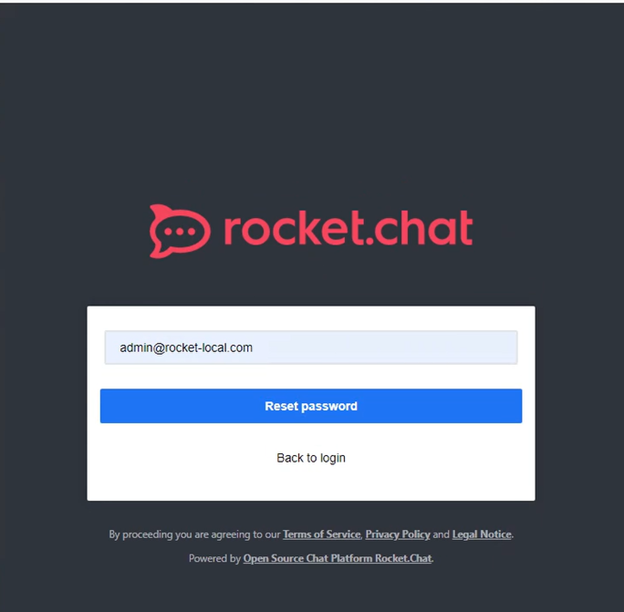 rocket.chat
admin@rocket-local.com
Reset password
Back to login
By proceeding you are agreeing to our Terms of Service, Privacy Policy and Legal Notice.
Powered by Open Source Chat Platform Rocket.Chat.